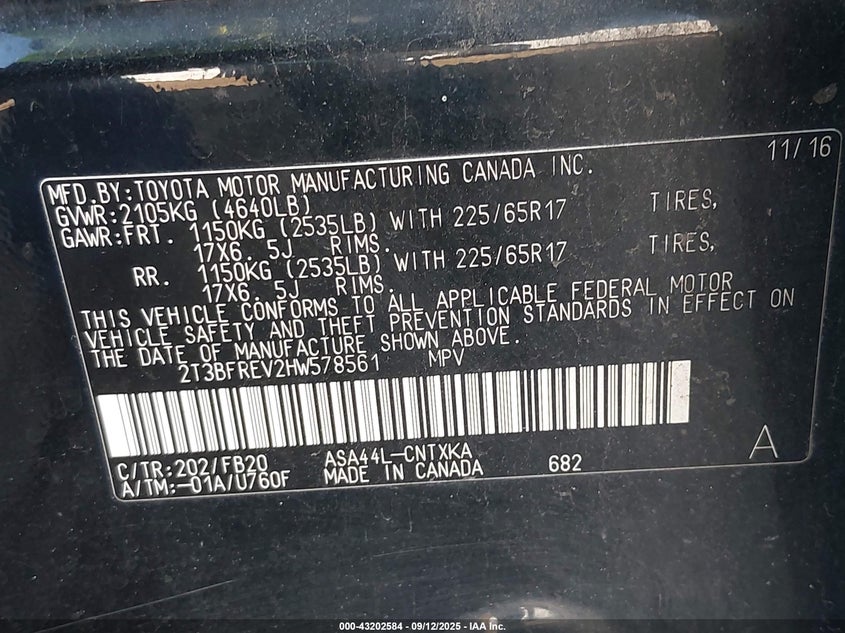 11/16
MFD.BY:TOYOTA MOTOR MANUFACTURING CANADA INC.
GVWR:2105KG (4640LB)
GAWR:FRT. 1150KG (2535LB) WITH 225/65R17 TIRES,
17X6. 5J RIMS.
RR. 1150KG (2535LB) WITH 225/65R17 TIRES,
17X6. 5J RIMS.
THIS VEHICLE CONFORMS TO ALL APPLICABLE FEDERAL MOTOR
VEHICLE SAFETY AND THEFT PREVENTION STANDARDS IN EFFECT ON
THE DATE OF MANUFACTURE SHOWN ABOVE.
2T3BFREV2HW578561 MPV
C/TR:202/FB20 ASA44L-CNTXKA
A/TM:-01A/U760F MADE IN CANADA 682 A
000-43202584 - 09/12/2025 - IAA Inc.